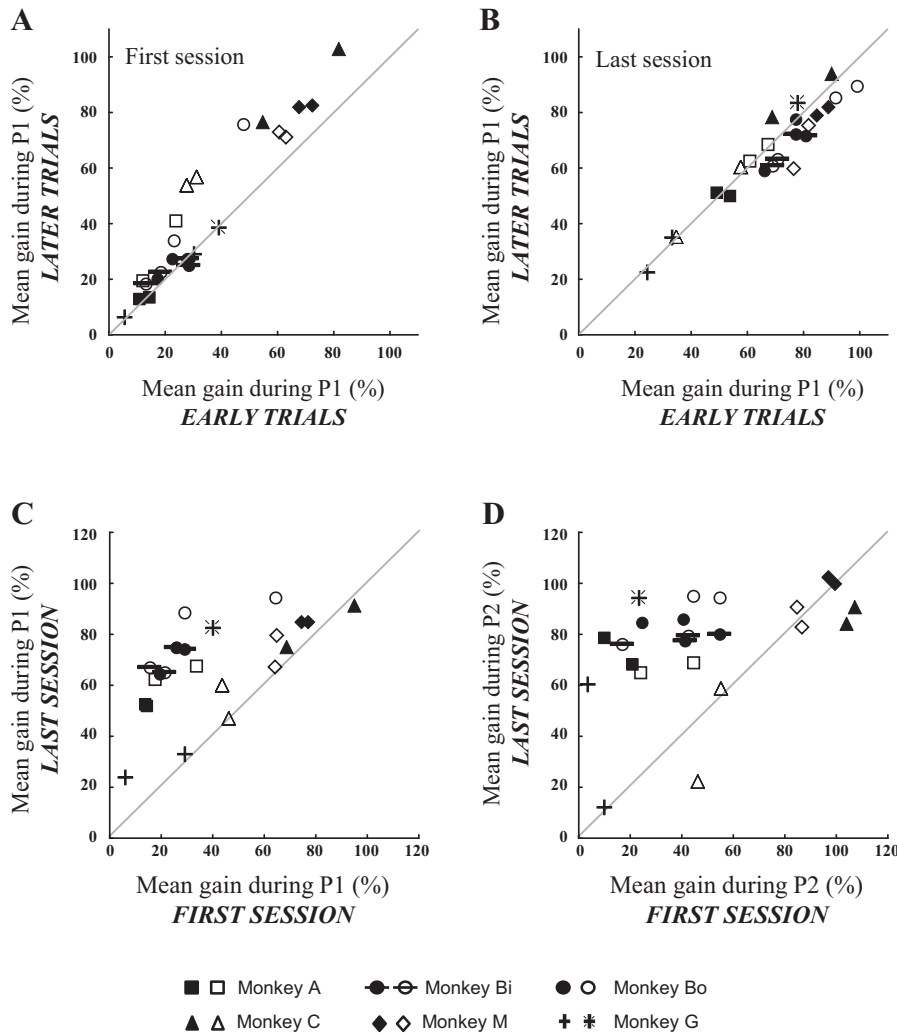 A
First session
Mean gain during P1 (%)
LATER TRIALS
100
80
60
40
20
0
0 20 40 60 80 100
Mean gain during P1 (%)
EARLY TRIALS
B
Last session
Mean gain during P1 (%)
LATER TRIALS
100
80
60
40
20
0
0 20 40 60 80 100
Mean gain during P1 (%)
EARLY TRIALS
C
Mean gain during P1 (%)
LAST SESSION
120
100
80
60
40
20
0
0 20 40 60 80 100 120
Mean gain during P1 (%)
FIRST SESSION
D
Mean gain during P2 (%)
LAST SESSION
120
100
80
60
40
20
0
0 20 40 60 80 100 120
Mean gain during P2 (%)
FIRST SESSION
Monkey A Monkey Bi Monkey Bo
Monkey C Monkey M Monkey G